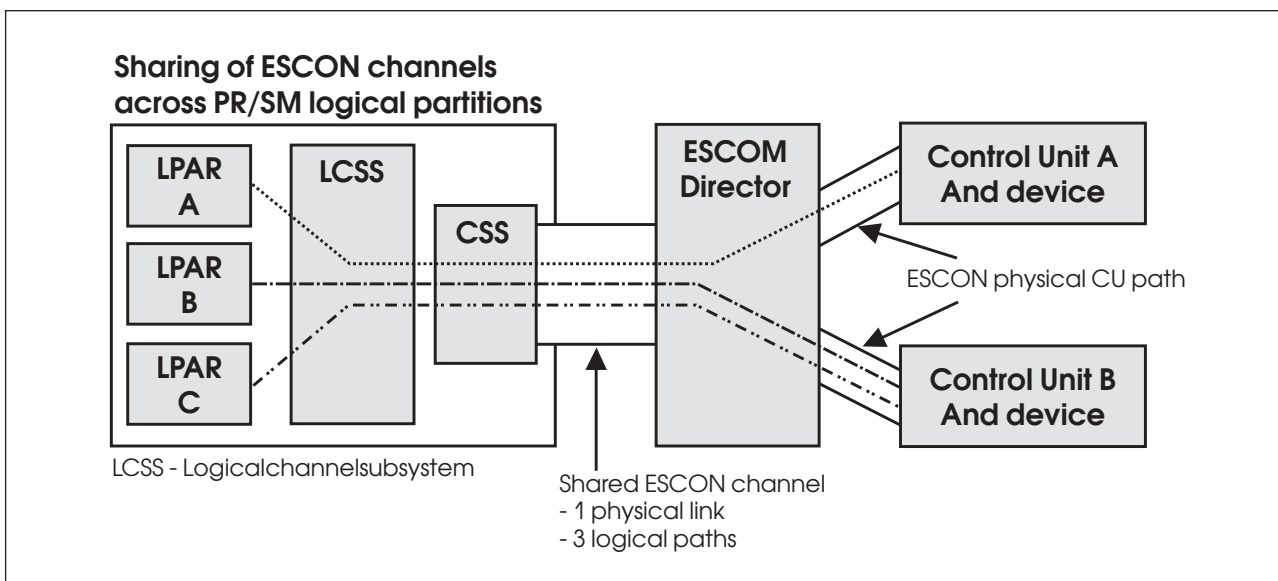 Sharing of ESCON channels
across PR/SM logical partitions
LPAR
A
LPAR
B
LPAR
C
LCSS
CSS
ESCOM
Director
Control Unit A
And device
ESCON physical CU path
Control Unit B
And device
LCSS - Logicalchannelsubsystem
Shared ESCON channel
- 1 physical link
- 3 logical paths